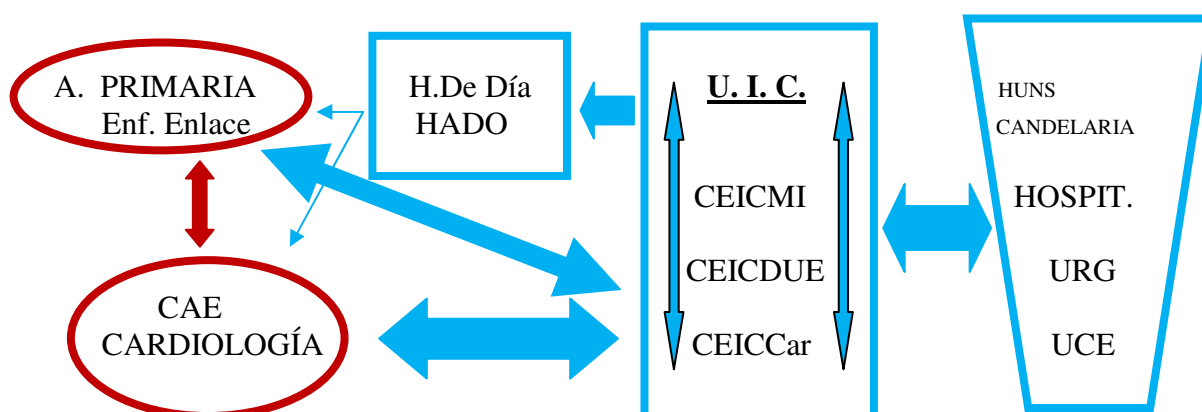 A. PRIMARIA
Enf. Enlace
H.De Día
HADO
CAE
CARDIOLOGÍA
U. I. C.
CEICMI
CEICDUE
CEICCar
HUNS
CANDELARIA
HOSPIT.
URG
UCE